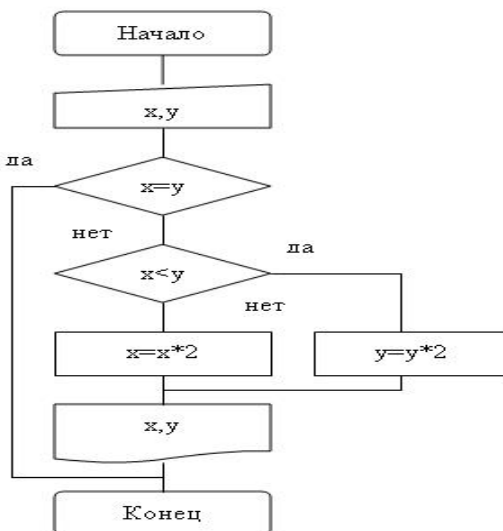 Начало
x,y
да
x=y
нет
да
x<y
нет
x=x*2
y=y*2
x,y
Конец